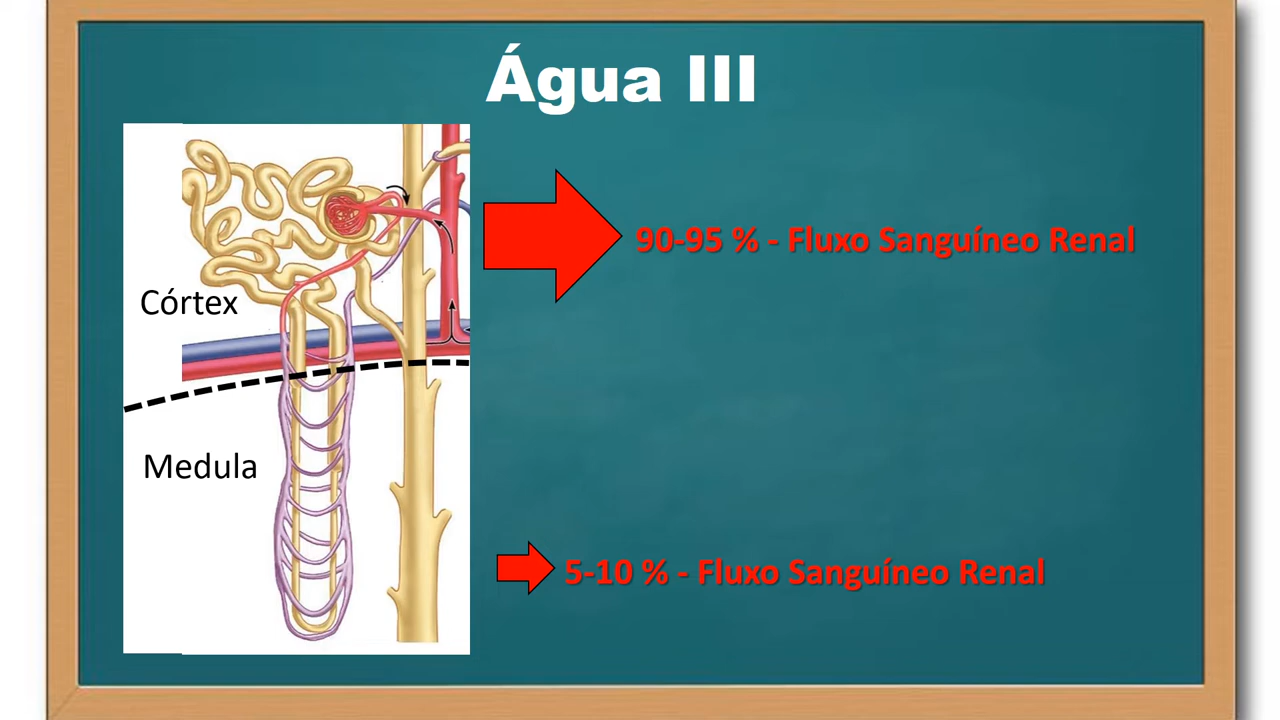 Água III
90-95 % - Fluxo Sanguíneo Renal
Córtex
Medula
5-10 % - Fluxo Sanguíneo Renal